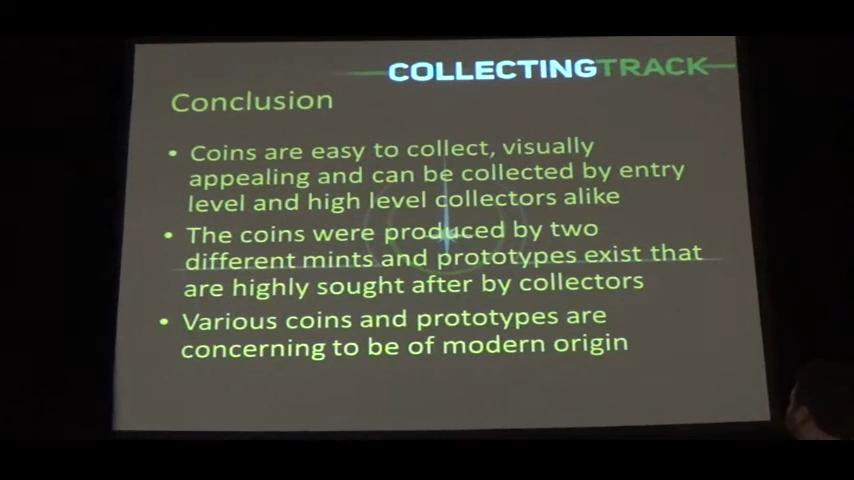 COLLECTINGTRACK
Conclusion
• Coins are easy to collect, visually
appealing and can be collected by entry
level and high level collectors alike
• The coins were produced by two
different mints and prototypes exist that
are highly sought after by collectors
• Various coins and prototypes are
concerning to be of modern origin